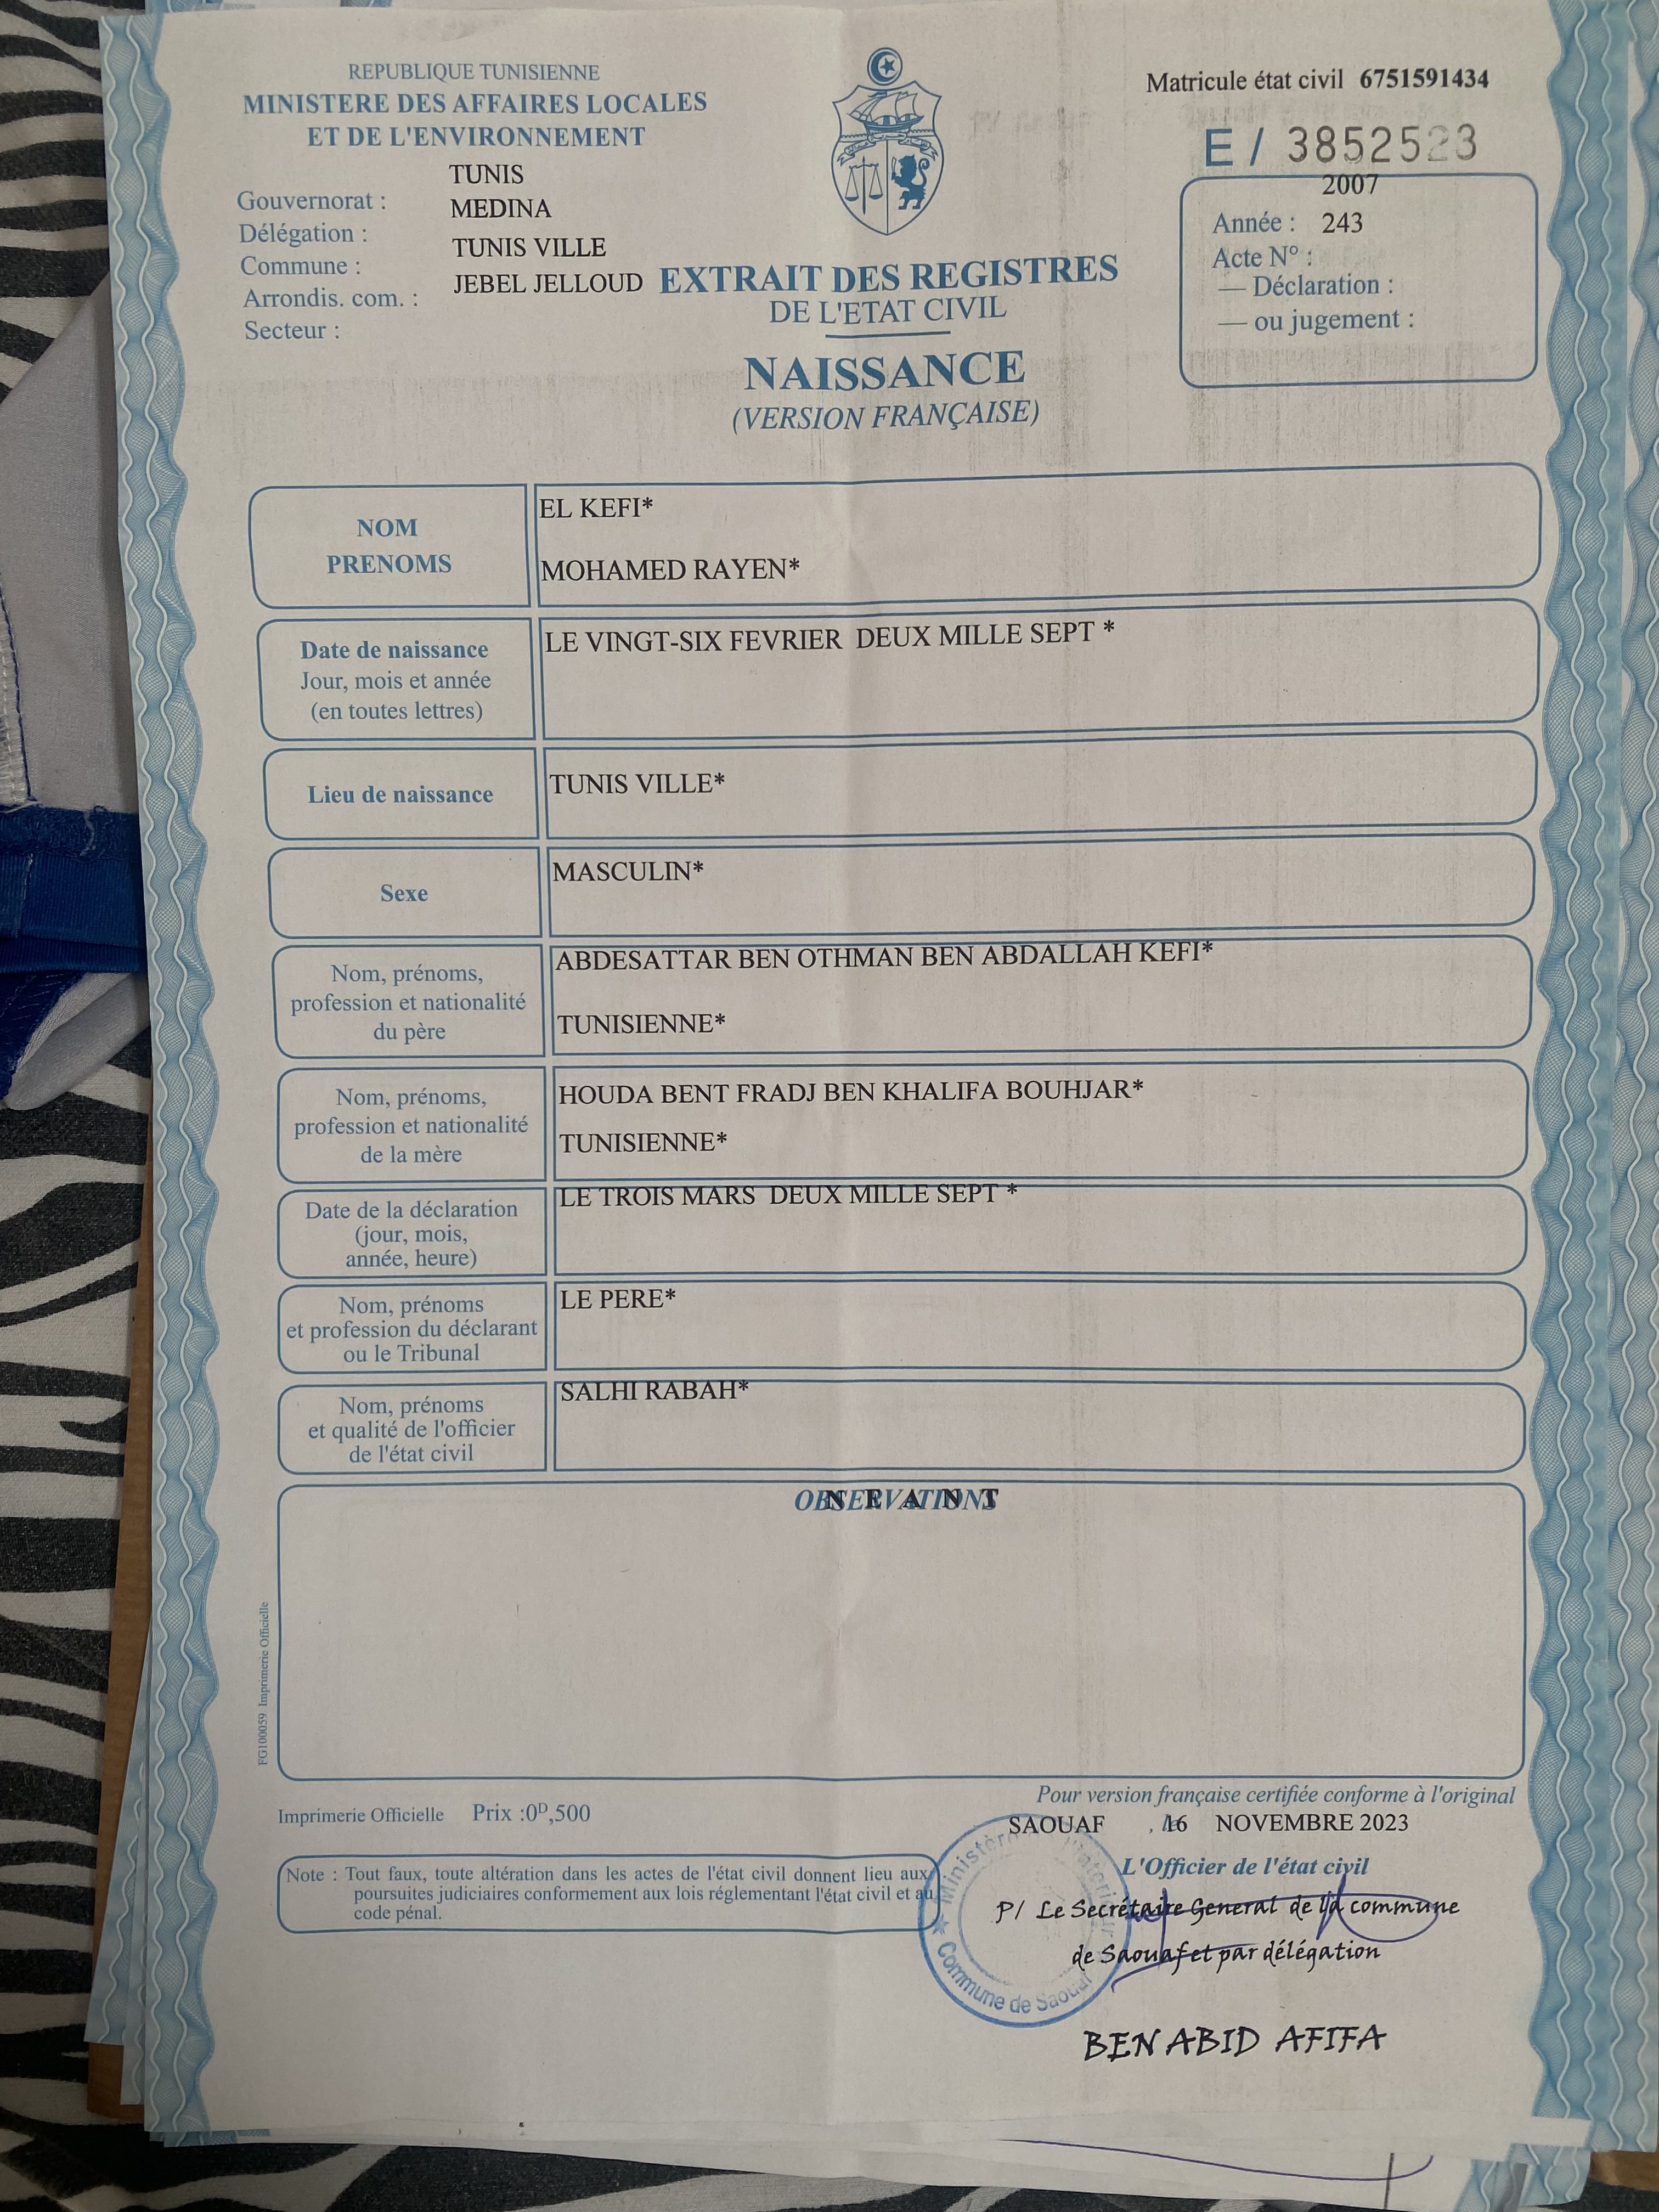 REPUBLIQUE TUNISIENNE
MINISTERE DES AFFAIRES LOCALES
ET DE L'ENVIRONNEMENT
TUNIS
Gouvernorat :
MEDINA
Délégation :
TUNIS VILLE
Commune :
JEBEL JELLOUD
Arrondis. com. :
Secteur :
EXTRAIT DES REGISTRES
DE L'ETAT CIVIL
NAISSANCE
(VERSION FRANÇAISE)
Matricule état civil 6751591434
E / 3852523
2007
Année : 243
Acte N° :
— Déclaration :
— ou jugement :
NOM
PRENOMS
EL KEFI*
MOHAMED RAYEN*
Date de naissance
Jour, mois et année
(en toutes lettres)
LE VINGT-SIX FEVRIER DEUX MILLE SEPT *
Lieu de naissance
TUNIS VILLE*
Sexe
MASCULIN*
Nom, prénoms,
profession et nationalité
du père
ABDESATTAR BEN OTHMAN BEN ABDALLAH KEFI*
TUNISIENNE*
Nom, prénoms,
profession et nationalité
de la mère
HOUDA BENT FRADJ BEN KHALIFA BOUHJAR*
TUNISIENNE*
Date de la déclaration
(jour, mois,
année, heure)
LE TROIS MARS DEUX MILLE SEPT *
Nom, prénoms
et profession du déclarant
ou le Tribunal
LE PERE*
Nom, prénoms
et qualité de l'officier
de l'état civil
SALHI RABAH*
OBSERVATIONS
N E A N T
FG100059 Imprimerie Officielle
Imprimerie Officielle Prix :0D,500
Note : Tout faux, toute altération dans les actes de l'état civil donnent lieu aux
poursuites judiciaires conformement aux lois réglementant l'état civil et au
code pénal.
Pour version française certifiée conforme à l'original
SAOUAF , le 16 NOVEMBRE 2023
L'Officier de l'état civil
P/ Le Secrétaire General de la commune
de Saouaf et par délégation
BEN ABID AFIFA
Ministère de l'Interieur
★ Commune de Saouaf